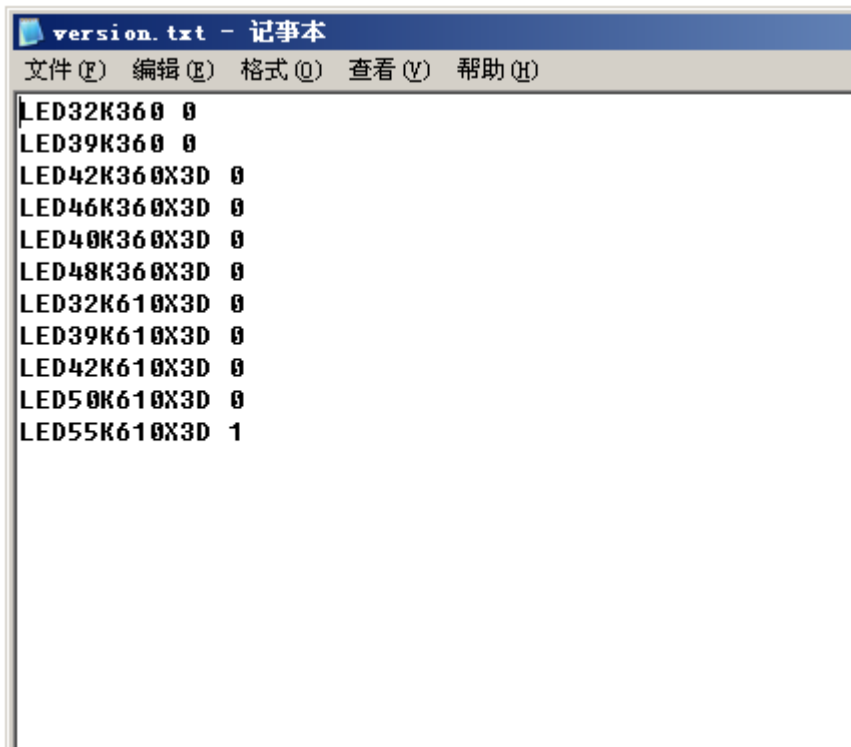 version.txt - 记事本
文件(F) 编辑(E) 格式(O) 查看(V) 帮助(H)
LED32K360 0
LED39K360 0
LED42K360X3D 0
LED46K360X3D 0
LED40K360X3D 0
LED48K360X3D 0
LED32K610X3D 0
LED39K610X3D 0
LED42K610X3D 0
LED50K610X3D 0
LED55K610X3D 1